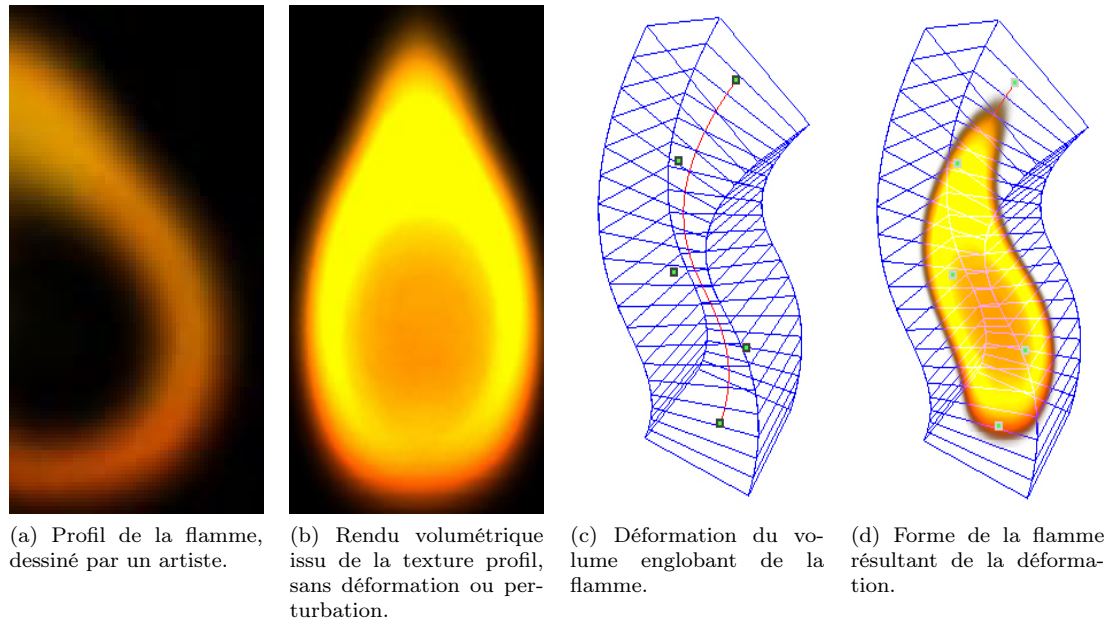 (a) Profil de la flamme,
dessiné par un artiste.
(b) Rendu volumétrique
issu de la texture profil,
sans déformation ou per-
turbation.
(c) Déformation du vo-
lume englobant de la
flamme.
(d) Forme de la flamme
résultant de la déforma-
tion.